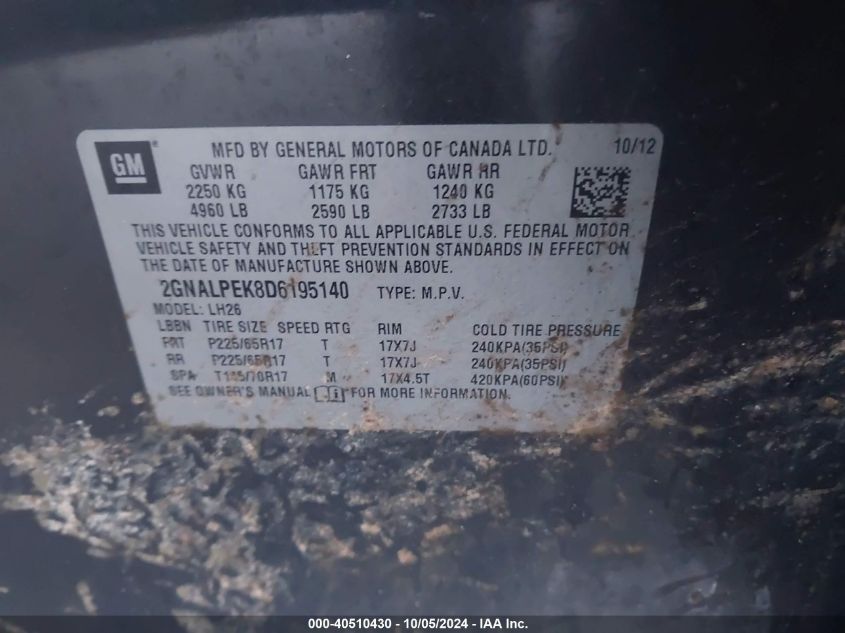 GM ®
MFD BY GENERAL MOTORS OF CANADA LTD. 10/12
GVWR GAWR FRT GAWR RR
2250 KG 1175 KG 1240 KG
4960 LB 2590 LB 2733 LB
THIS VEHICLE CONFORMS TO ALL APPLICABLE U.S. FEDERAL MOTOR
VEHICLE SAFETY AND THEFT PREVENTION STANDARDS IN EFFECT ON
THE DATE OF MANUFACTURE SHOWN ABOVE.
2GNALPEK8D6195140 TYPE: M.P.V.
MODEL: LH26
LBBN TIRE SIZE SPEED RTG RIM COLD TIRE PRESSURE
FRT P225/65R17 T 17X7J 240KPA(35PSI)
RR P225/65R17 T 17X7J 240KPA(35PSI)
SPA 70R17 M 17X4.5T 420KPA(60PSI)
SEE OWNER'S MANUAL FOR MORE INFORMATION.
000-40510430 - 10/05/2024 - IAA Inc.